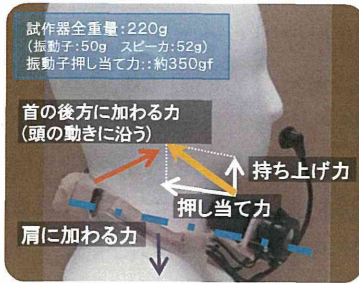 試作器全重量:220g
(振動子:50g スピーカ:52g)
振動子押し当て力::約350gf
首の後方に加わる力
(頭の動きに沿う)
持ち上げ力
押し当て力
肩に加わる力